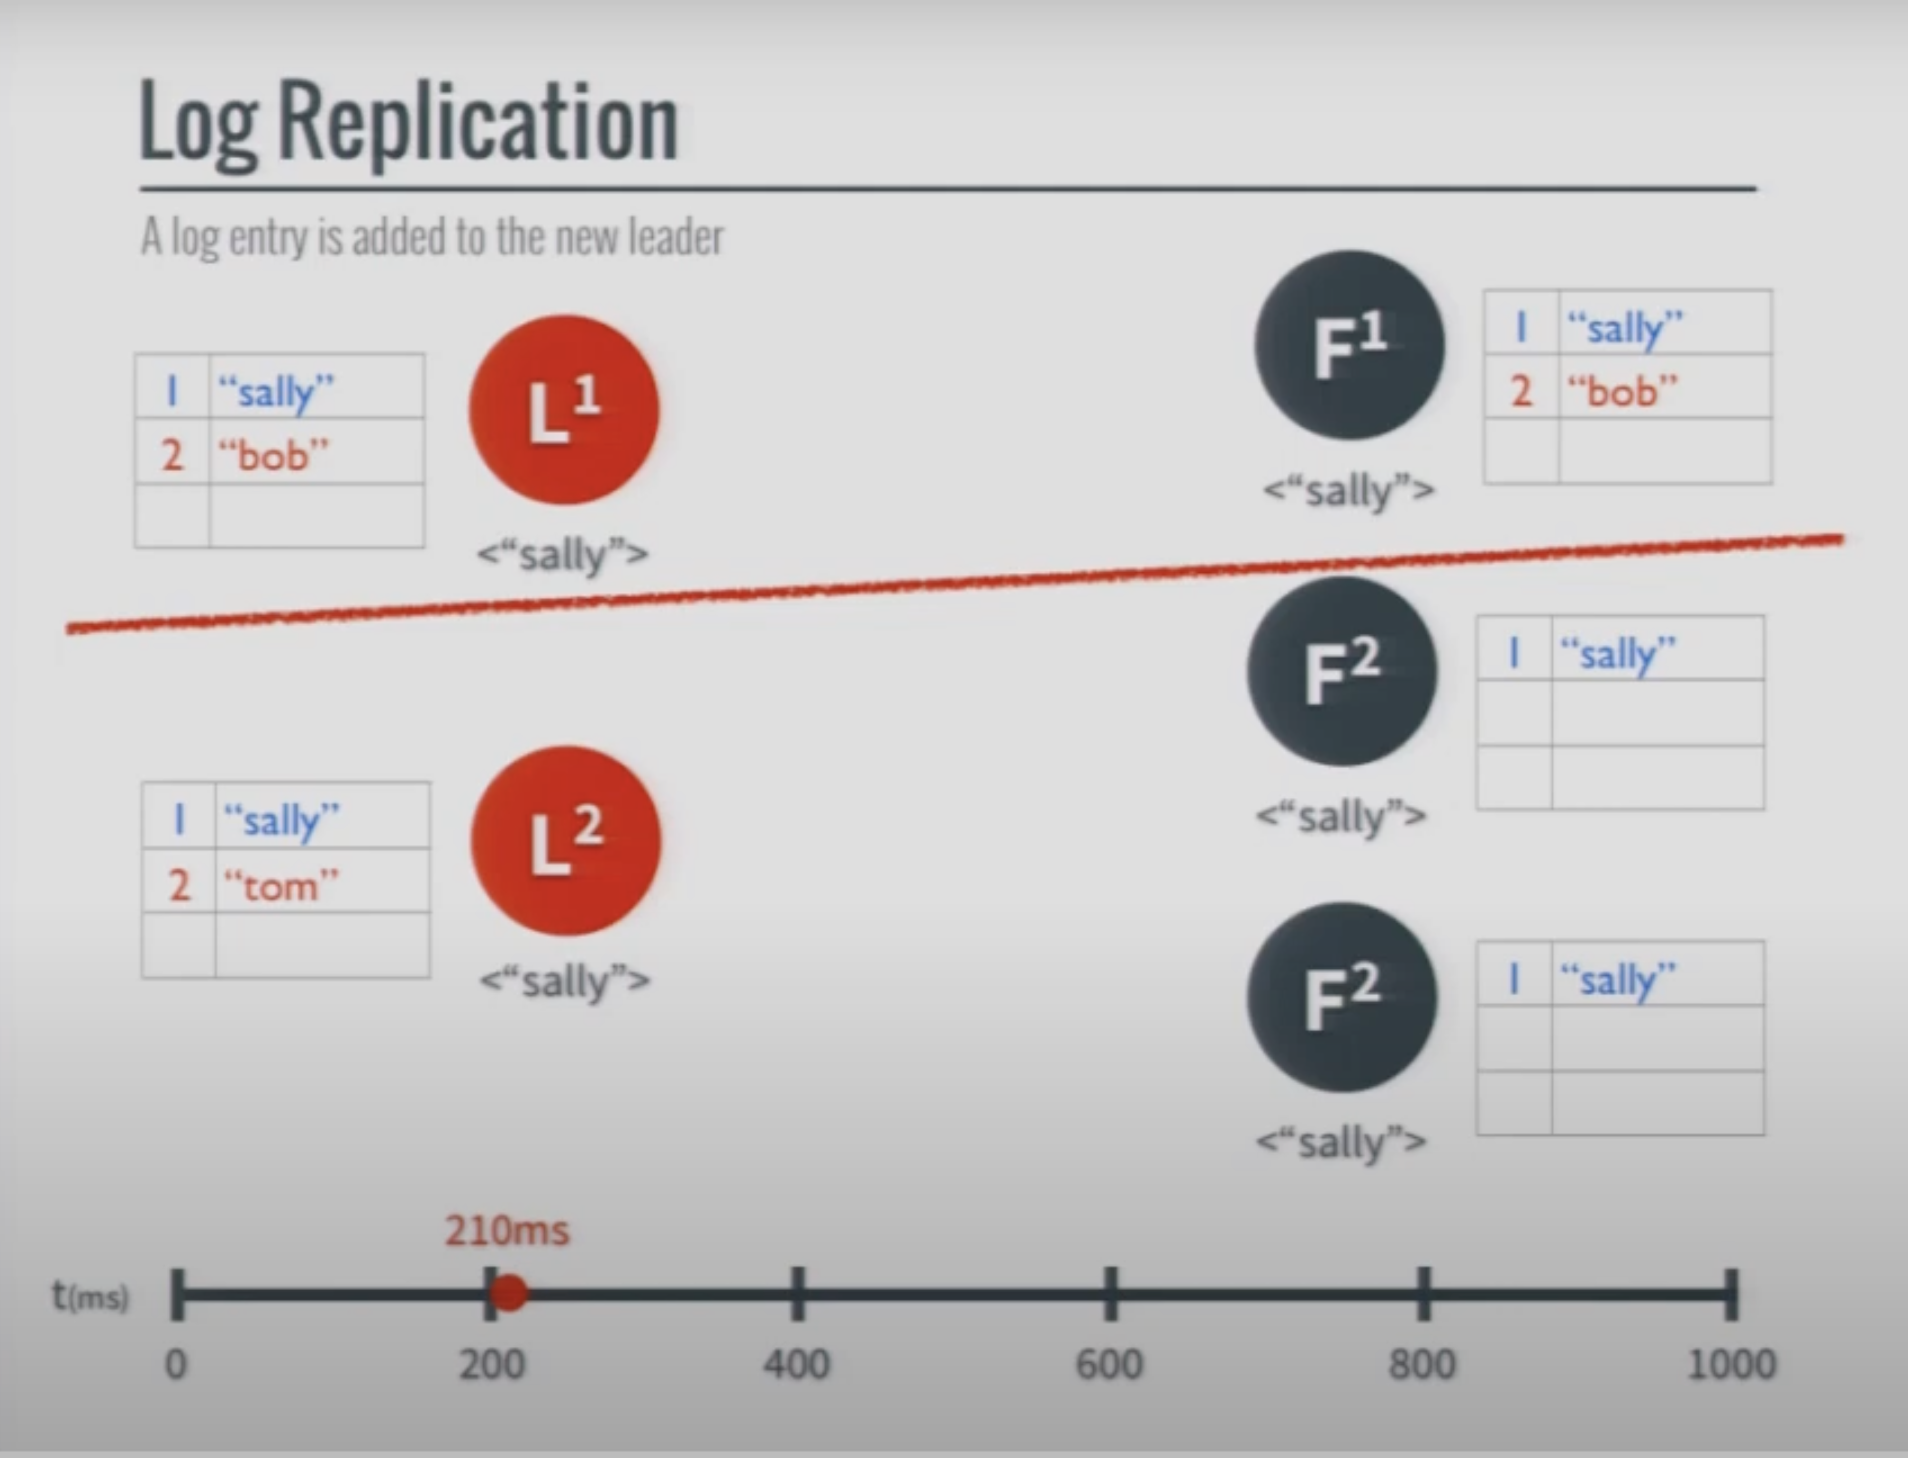 Log Replication
A log entry is added to the new leader
1 “sally”
2 “bob”
L¹
<“sally”>
F¹
<“sally”>
1 “sally”
2 “bob”
1 “sally”
2 “tom”
L²
<“sally”>
F²
<“sally”>
1 “sally”
F²
<“sally”>
1 “sally”
210ms
t(ms)
0 200 400 600 800 1000